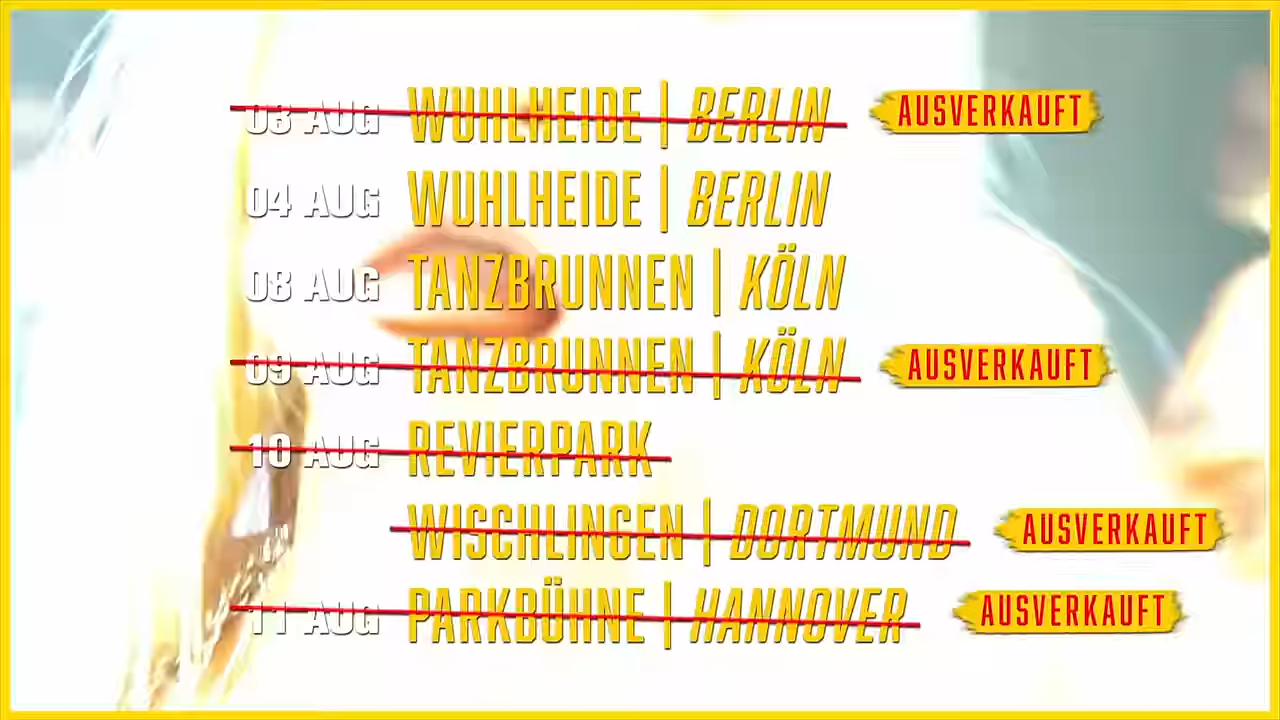 03 AUG WUHLHEIDE | BERLIN AUSVERKAUFT
04 AUG WUHLHEIDE | BERLIN
08 AUG TANZBRUNNEN | KÖLN
09 AUG TANZBRUNNEN | KÖLN AUSVERKAUFT
10 AUG REVIERPARK
WISCHLINGEN | DORTMUND AUSVERKAUFT
11 AUG PARKBÜHNE | HANNOVER AUSVERKAUFT